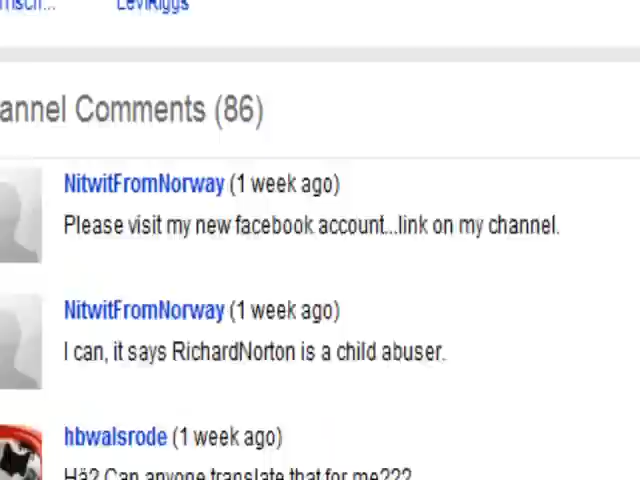 LeviRiggs
annel Comments (86)
NitwitFromNorway (1 week ago)
Please visit my new facebook account...link on my channel.
NitwitFromNorway (1 week ago)
I can, it says RichardNorton is a child abuser.
hbwalsrode (1 week ago)
Hä? Can anyone translate that for me???